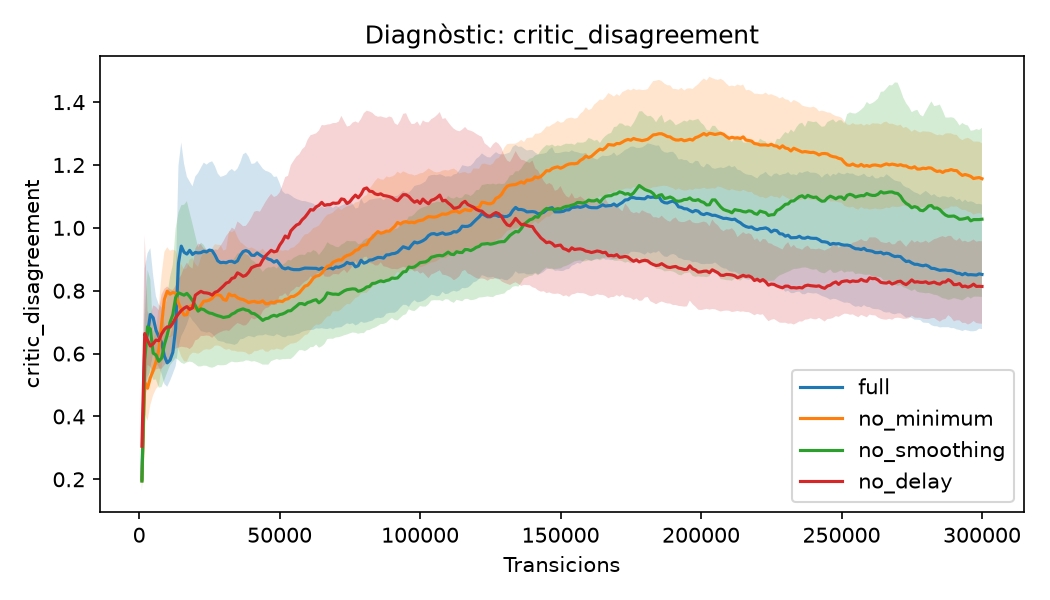 Diagnòstic: critic_disagreement
critic_disagreement
1.4
1.2
1.0
0.8
0.6
0.4
0.2
0
50000
100000
150000
200000
250000
300000
Transicions
full
no_minimum
no_smoothing
no_delay